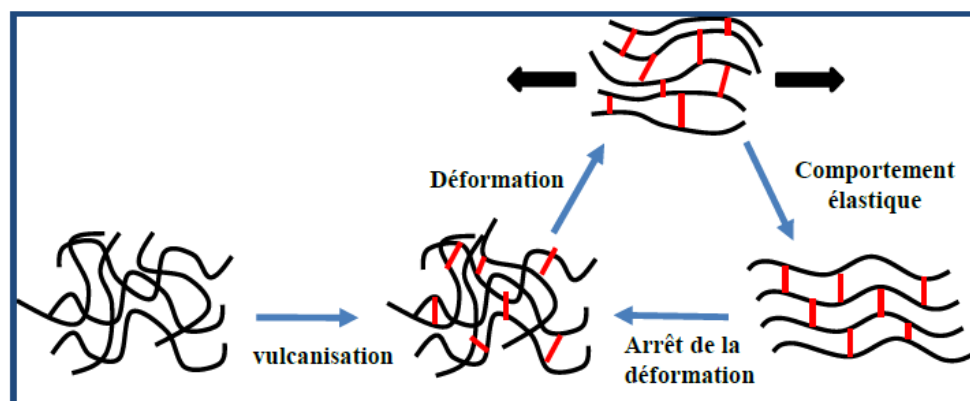 Déformation
Comportement
élastique
vulcanisation
Arrêt de la
déformation